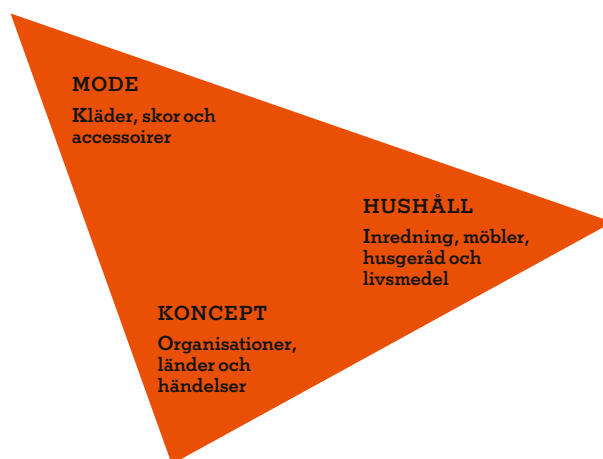 MODE
Kläder, skor och
accessoirer
HUSHÅLL
Inredning, möbler,
husgeråd och
livsmedel
KONCEPT
Organisationer,
länder och
händelser